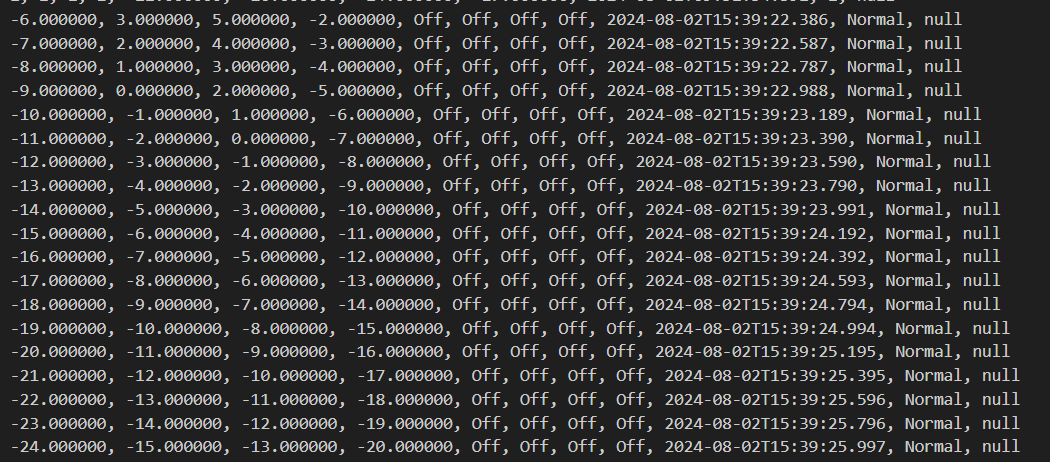 -6.000000, 3.000000, 5.000000, -2.000000, Off, Off, Off, Off, 2024-08-02T15:39:22.386, Normal, null
-7.000000, 2.000000, 4.000000, -3.000000, Off, Off, Off, Off, 2024-08-02T15:39:22.587, Normal, null
-8.000000, 1.000000, 3.000000, -4.000000, Off, Off, Off, Off, 2024-08-02T15:39:22.787, Normal, null
-9.000000, 0.000000, 2.000000, -5.000000, Off, Off, Off, Off, 2024-08-02T15:39:22.988, Normal, null
-10.000000, -1.000000, 1.000000, -6.000000, Off, Off, Off, Off, 2024-08-02T15:39:23.189, Normal, null
-11.000000, -2.000000, 0.000000, -7.000000, Off, Off, Off, Off, 2024-08-02T15:39:23.390, Normal, null
-12.000000, -3.000000, -1.000000, -8.000000, Off, Off, Off, Off, 2024-08-02T15:39:23.590, Normal, null
-13.000000, -4.000000, -2.000000, -9.000000, Off, Off, Off, Off, 2024-08-02T15:39:23.790, Normal, null
-14.000000, -5.000000, -3.000000, -10.000000, Off, Off, Off, Off, 2024-08-02T15:39:23.991, Normal, null
-15.000000, -6.000000, -4.000000, -11.000000, Off, Off, Off, Off, 2024-08-02T15:39:24.192, Normal, null
-16.000000, -7.000000, -5.000000, -12.000000, Off, Off, Off, Off, 2024-08-02T15:39:24.392, Normal, null
-17.000000, -8.000000, -6.000000, -13.000000, Off, Off, Off, Off, 2024-08-02T15:39:24.593, Normal, null
-18.000000, -9.000000, -7.000000, -14.000000, Off, Off, Off, Off, 2024-08-02T15:39:24.794, Normal, null
-19.000000, -10.000000, -8.000000, -15.000000, Off, Off, Off, Off, 2024-08-02T15:39:24.994, Normal, null
-20.000000, -11.000000, -9.000000, -16.000000, Off, Off, Off, Off, 2024-08-02T15:39:25.195, Normal, null
-21.000000, -12.000000, -10.000000, -17.000000, Off, Off, Off, Off, 2024-08-02T15:39:25.395, Normal, null
-22.000000, -13.000000, -11.000000, -18.000000, Off, Off, Off, Off, 2024-08-02T15:39:25.596, Normal, null
-23.000000, -14.000000, -12.000000, -19.000000, Off, Off, Off, Off, 2024-08-02T15:39:25.796, Normal, null
-24.000000, -15.000000, -13.000000, -20.000000, Off, Off, Off, Off, 2024-08-02T15:39:25.997, Normal, null